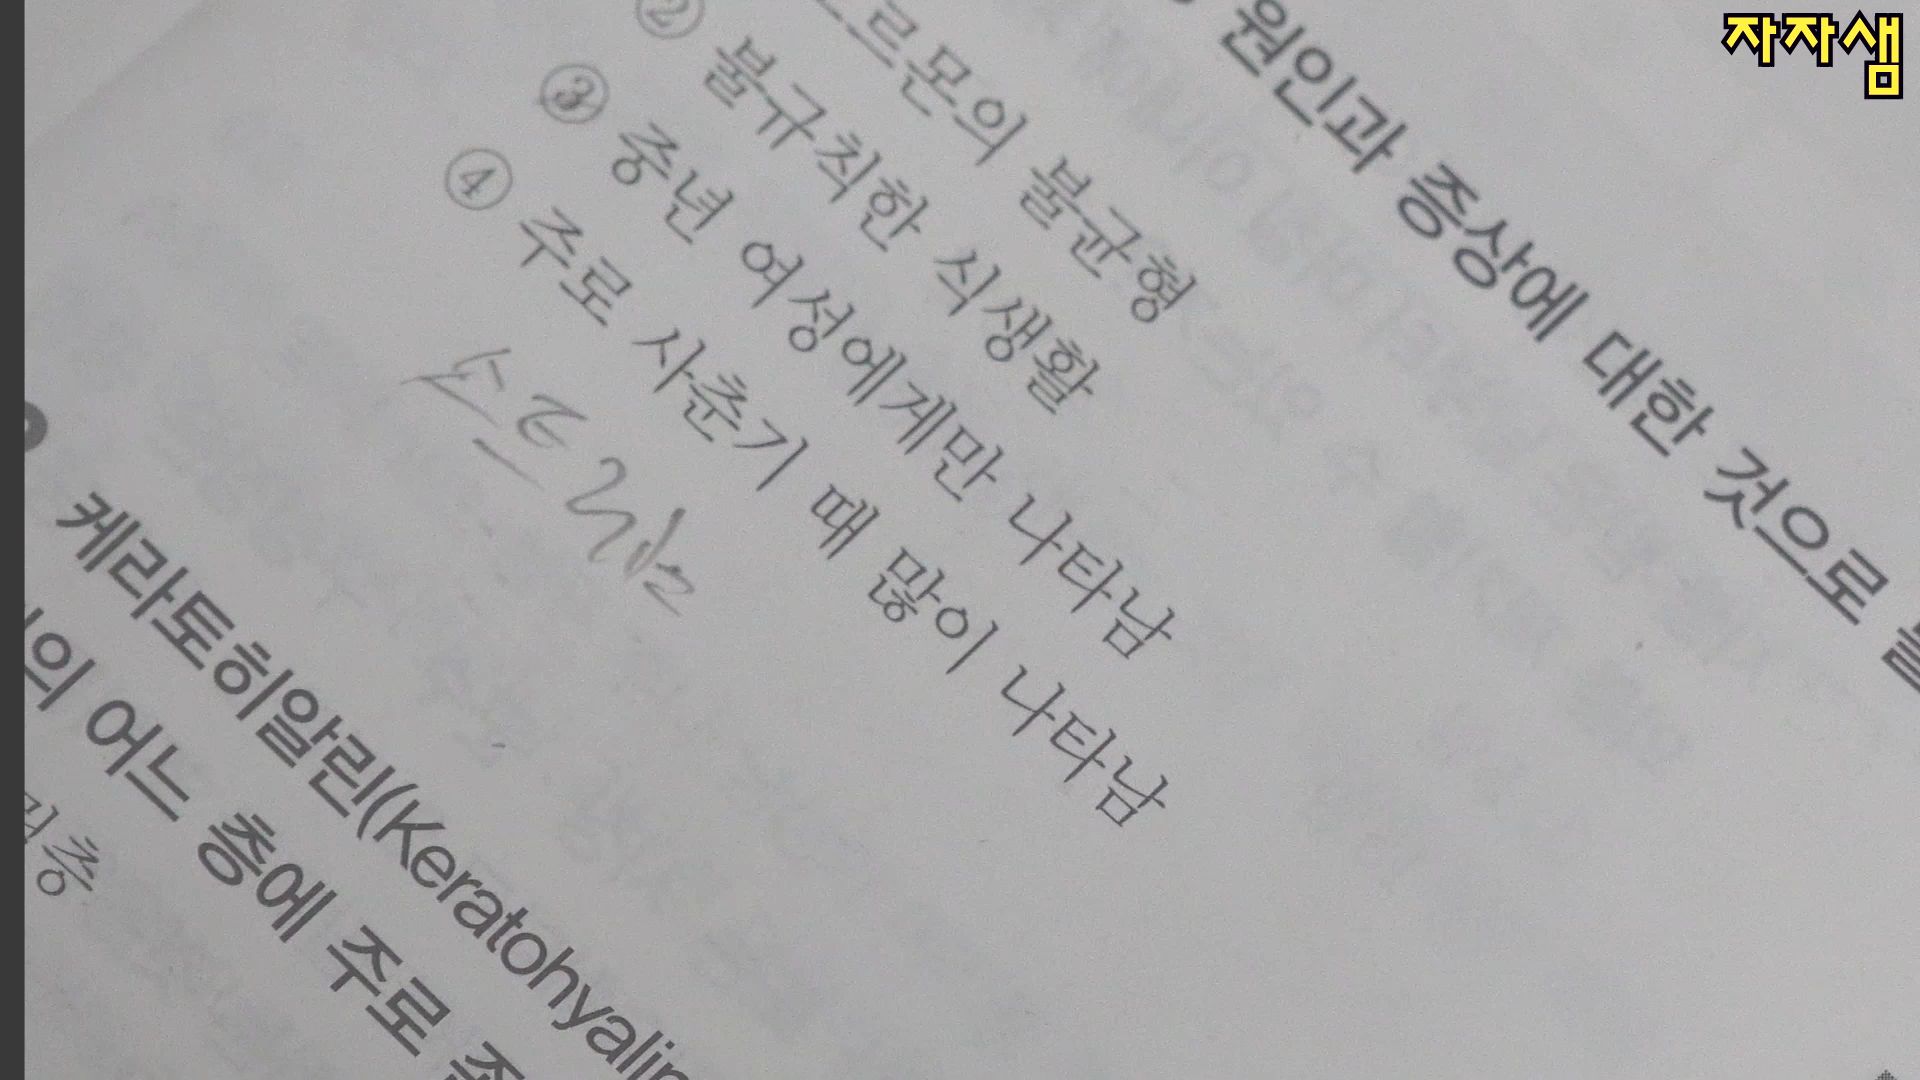 자자샘
원인과 증상에 대한 것으로
르몬의 불균형
② 불규칙한 식생활
③ 중년 여성에게만 나타남
④ 주로 사춘기 때 많이 나타남
케라토히알린(Keratohyalin
의 어느 층에 주로
층